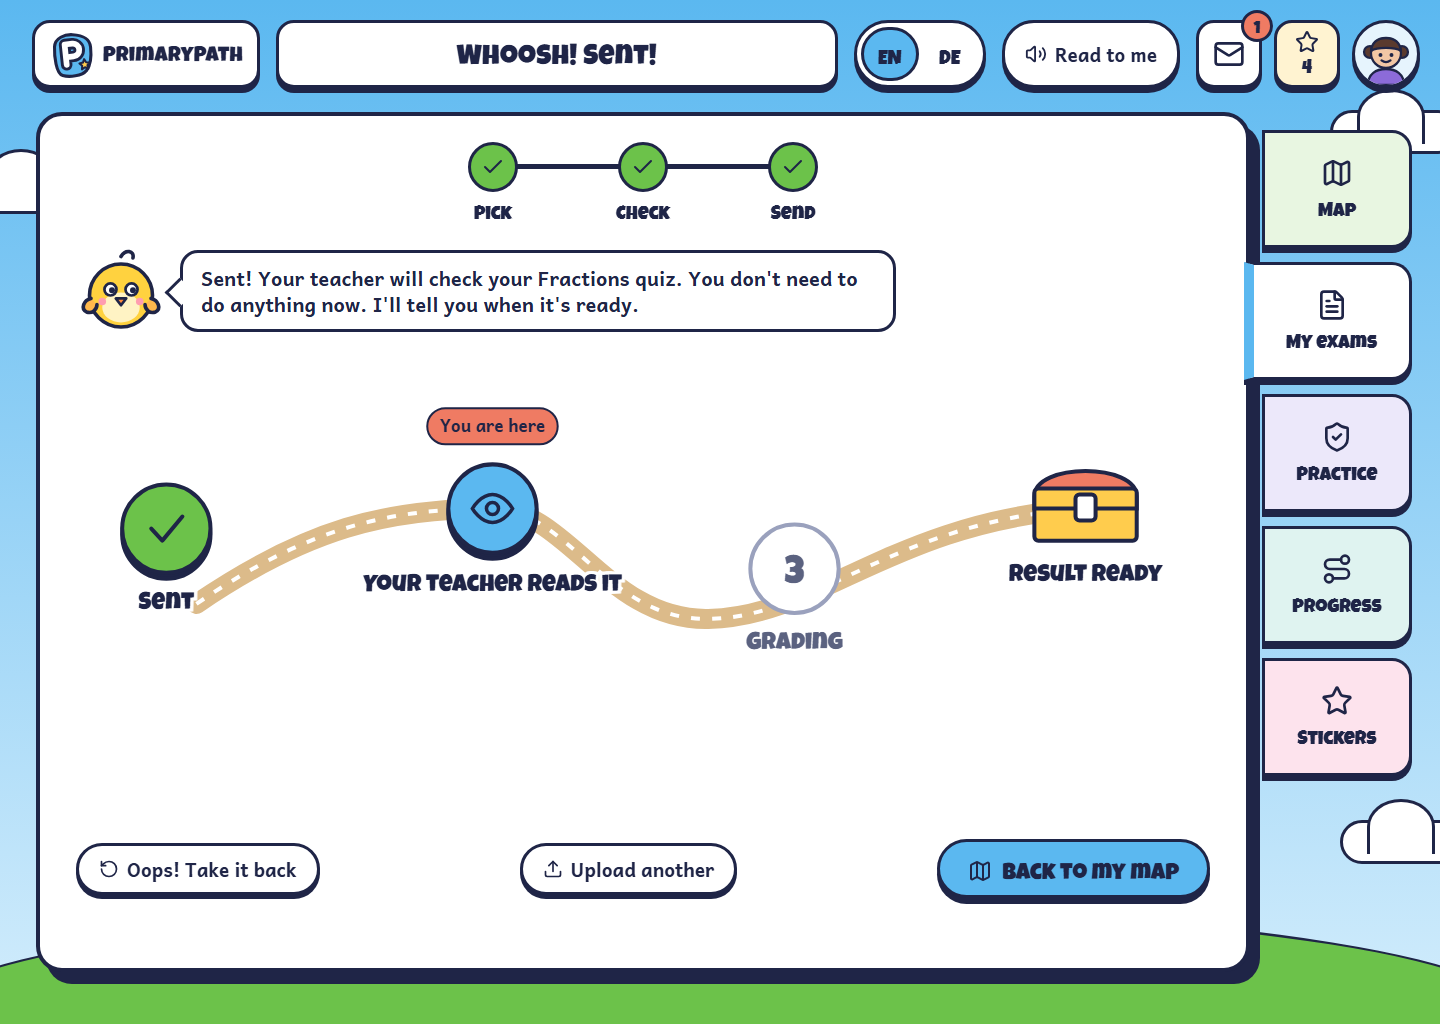 PRIMARYPATH
WHOOSH! SENT!
EN
DE
Read to me
1
4
PICK
CHECK
SEND
Sent! Your teacher will check your Fractions quiz. You don't need to
do anything now. I'll tell you when it's ready.
You are here
SENT
YOUR TEACHER READS IT
3
GRADING
RESULT READY
MAP
MY EXAMS
PRACTICE
PROGRESS
STICKERS
Oops! Take it back
Upload another
BACK TO MY MAP